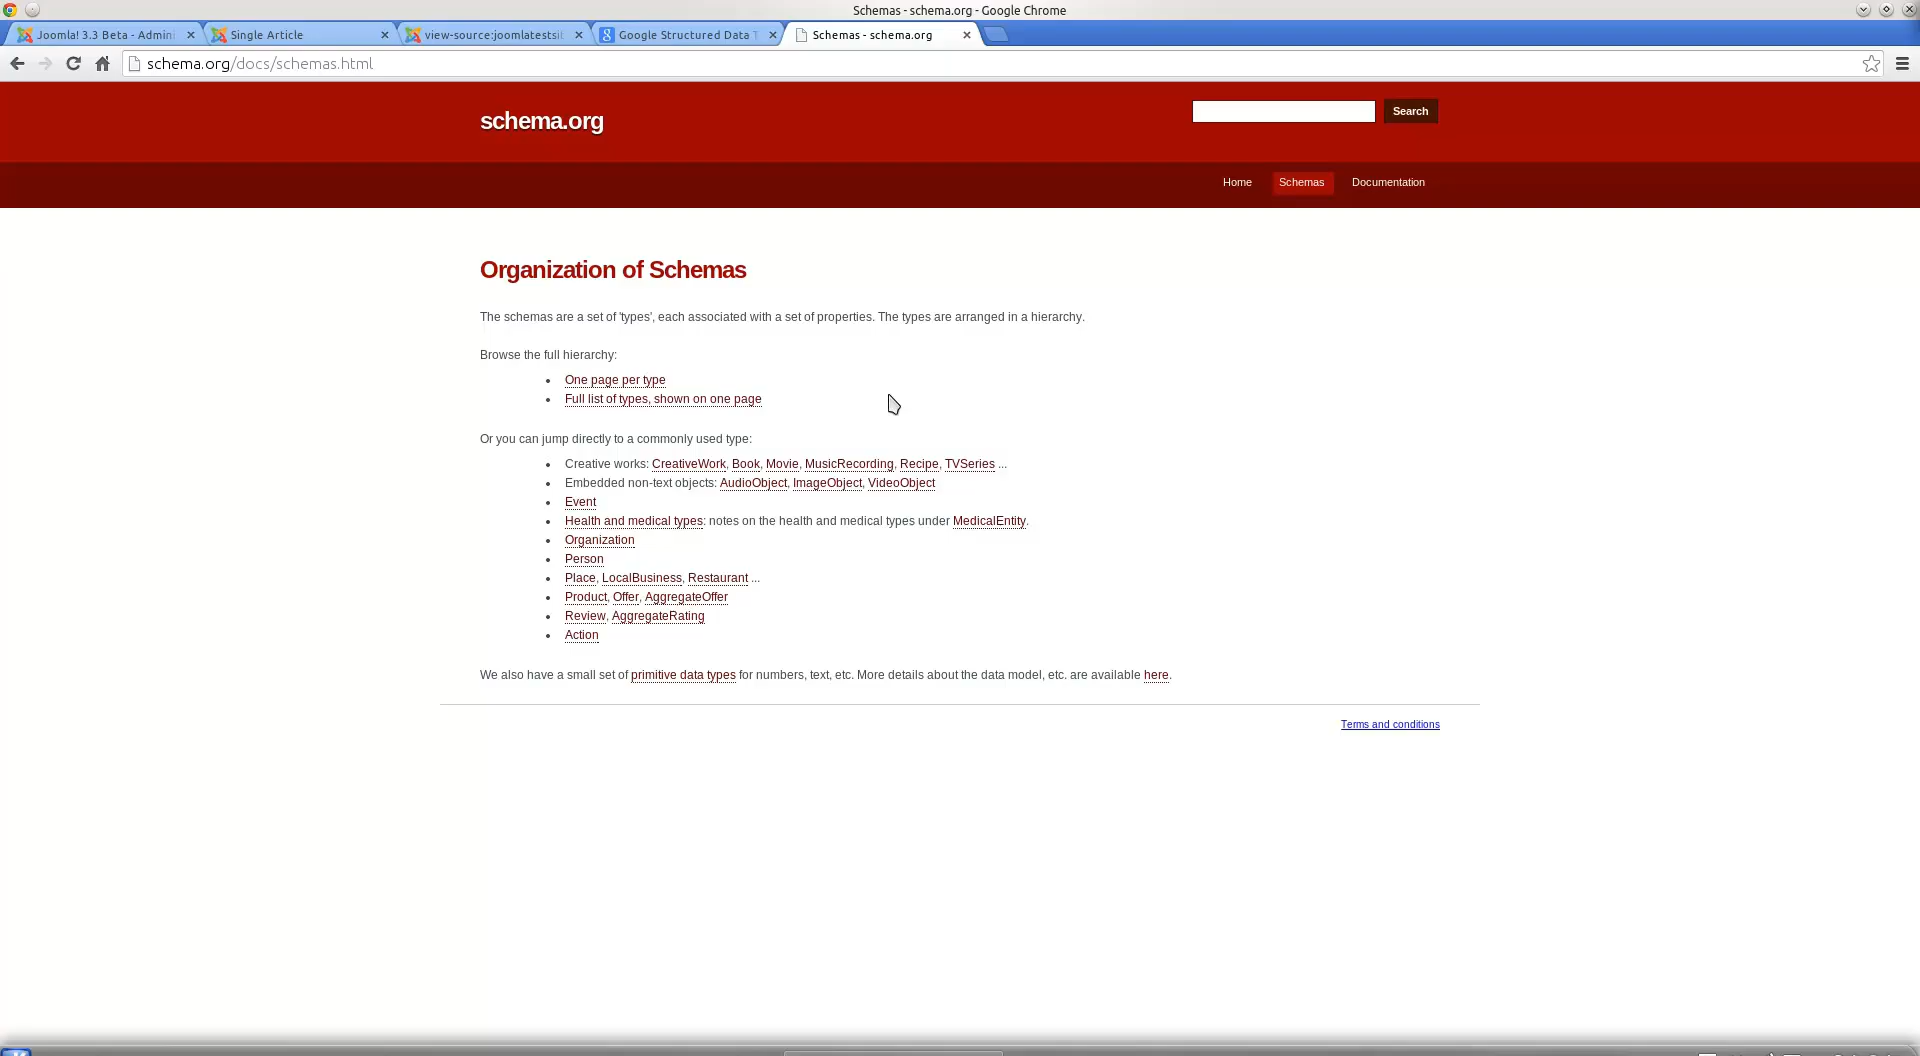 Schemas - schema.org - Google Chrome
Joomla! 3.3 Beta - Admin
Single Article
view-source:joomlatestsi
Google Structured Data T
Schemas - schema.org
schema.org/docs/schemas.html
schema.org
Search
Home
Schemas
Documentation
Organization of Schemas
The schemas are a set of 'types', each associated with a set of properties. The types are arranged in a hierarchy.
Browse the full hierarchy:
One page per type
Full list of types, shown on one page
Or you can jump directly to a commonly used type:
Creative works: CreativeWork, Book, Movie, MusicRecording, Recipe, TVSeries ...
Embedded non-text objects: AudioObject, ImageObject, VideoObject
Event
Health and medical types: notes on the health and medical types under MedicalEntity.
Organization
Person
Place, LocalBusiness, Restaurant ...
Product, Offer, AggregateOffer
Review, AggregateRating
Action
We also have a small set of primitive data types for numbers, text, etc. More details about the data model, etc. are available here.
Terms and conditions